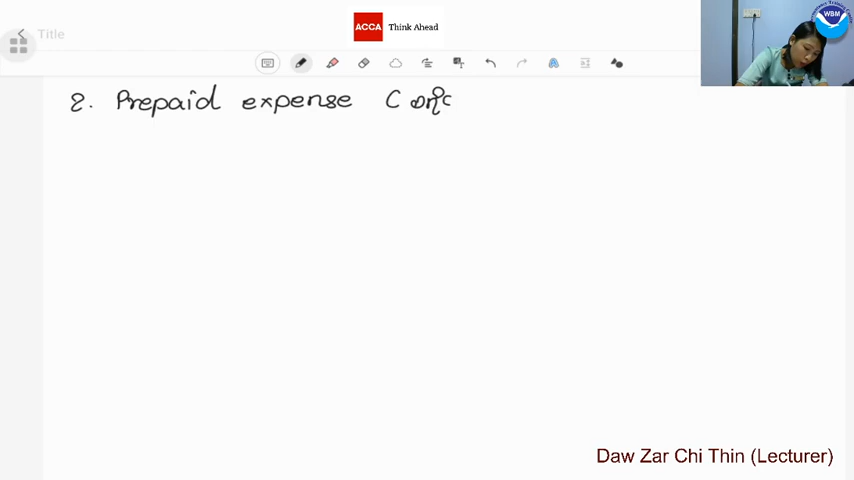 Title
ACCA Think Ahead
WBM
2. Prepaid expense (
Daw Zar Chi Thin (Lecturer)